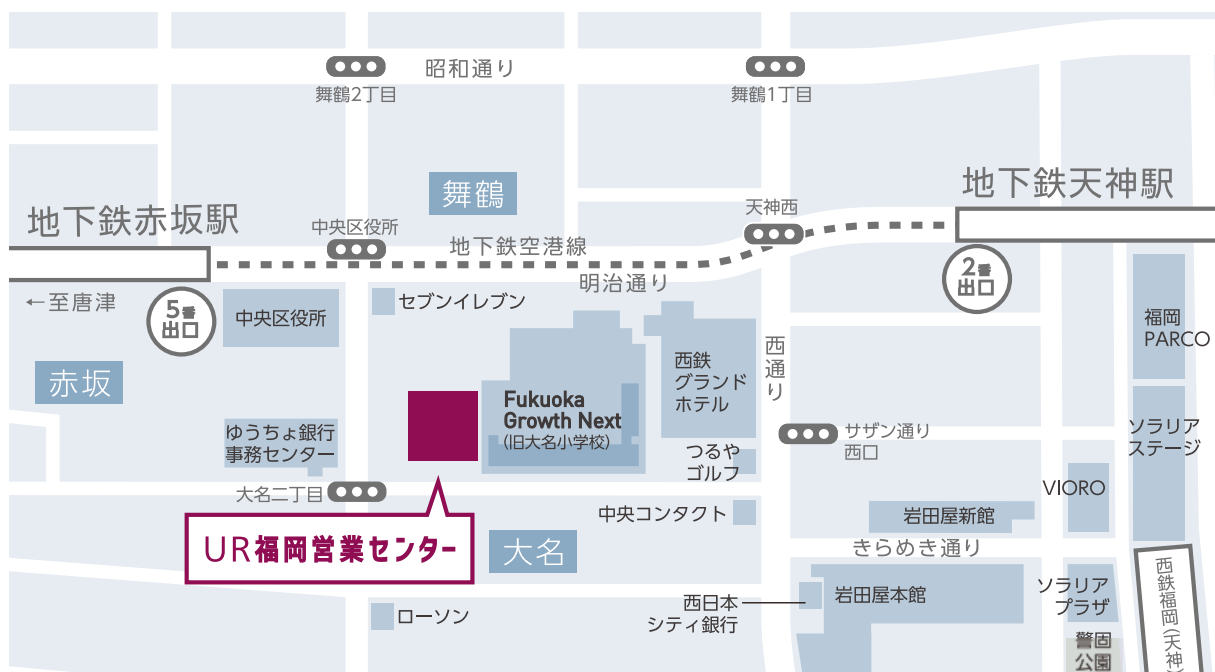 昭和通り
舞鶴2丁目
舞鶴1丁目
舞鶴
地下鉄天神駅
地下鉄赤坂駅
中央区役所
天神西
地下鉄空港線
明治通り
2番
出口
←至唐津
5番
出口
中央区役所
セブンイレブン
福岡
PARCO
西鉄
グランド
ホテル
西通り
赤坂
Fukuoka
Growth Next
(旧大名小学校)
ゆうちょ銀行
事務センター
つるや
ゴルフ
サザン通り
西口
ソラリア
ステージ
大名二丁目
VIORO
中央コンタクト
岩田屋新館
UR福岡営業センター
大名
きらめき通り
西日本
シティ銀行
岩田屋本館
ソラリア
プラザ
ローソン
警固
公園
西鉄福岡(天神